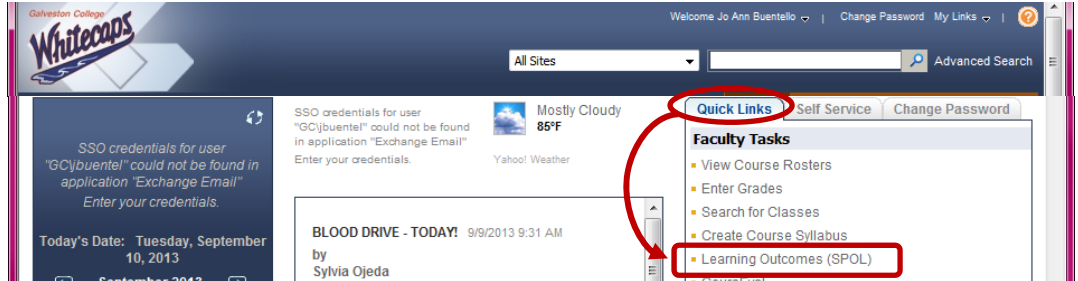 Galveston College
Whitecaps
Welcome Jo Ann Buentello | Change Password My Links |
All Sites
Advanced Search
SSO credentials for user
"GC\jbuentel" could not be found in
application "Exchange Email"
Enter your credentials.
Today's Date: Tuesday, September
10, 2013
September 2013
SSO credentials for user
"GC\jbuentel" could not be found
in application "Exchange Email"
Enter your credentials.
Mostly Cloudy
85°F
Yahoo! Weather
BLOOD DRIVE - TODAY! 9/9/2013 9:31 AM
by
Sylvia Ojeda
Quick Links Self Service Change Password
Faculty Tasks
View Course Rosters
Enter Grades
Search for Classes
Create Course Syllabus
Learning Outcomes (SPOL)